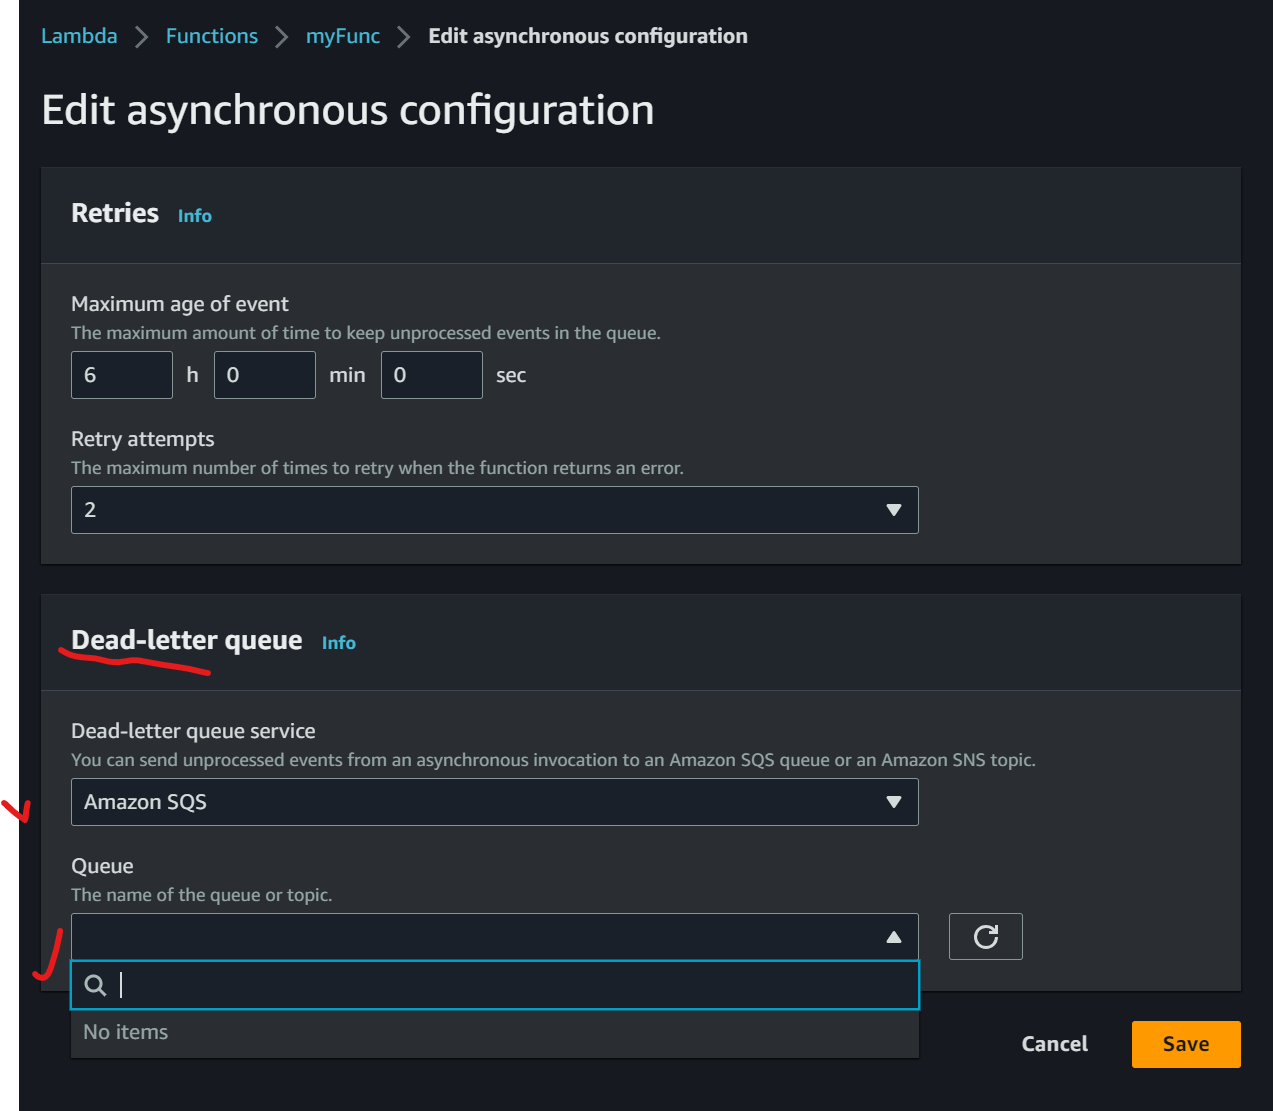 Lambda > Functions > myFunc > Edit asynchronous configuration
Edit asynchronous configuration
Retries Info
Maximum age of event
The maximum amount of time to keep unprocessed events in the queue.
6 h 0 min 0 sec
Retry attempts
The maximum number of times to retry when the function returns an error.
2
Dead-letter queue Info
Dead-letter queue service
You can send unprocessed events from an asynchronous invocation to an Amazon SQS queue or an Amazon SNS topic.
Amazon SQS
Queue
The name of the queue or topic.
No items
Cancel Save